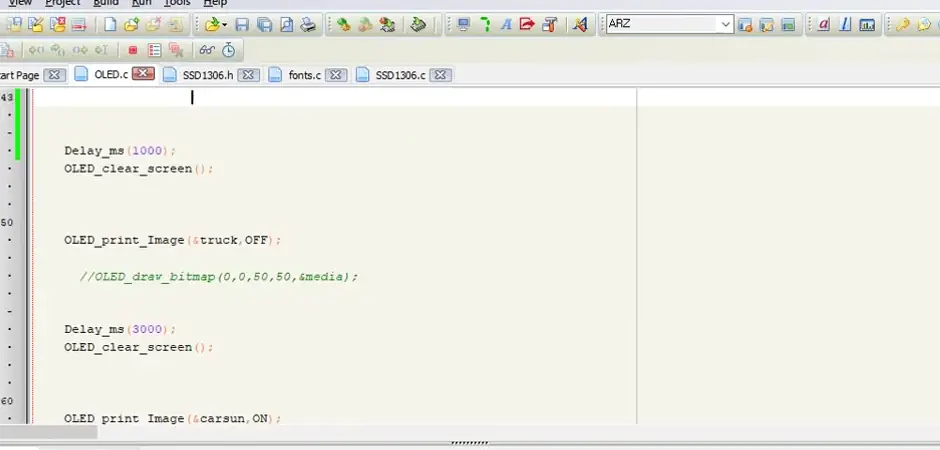 View Project Build Run Tools Help
ARZ
art Page OLED.c SSD1306.h fonts.c SSD1306.c
43
Delay_ms(1000);
OLED_clear_screen();
50
OLED_print_Image(&truck,OFF);
//OLED_draw_bitmap(0,0,50,50,&media);
Delay_ms(3000);
OLED_clear_screen();
60
OLED_print_Image(&carsun,ON);